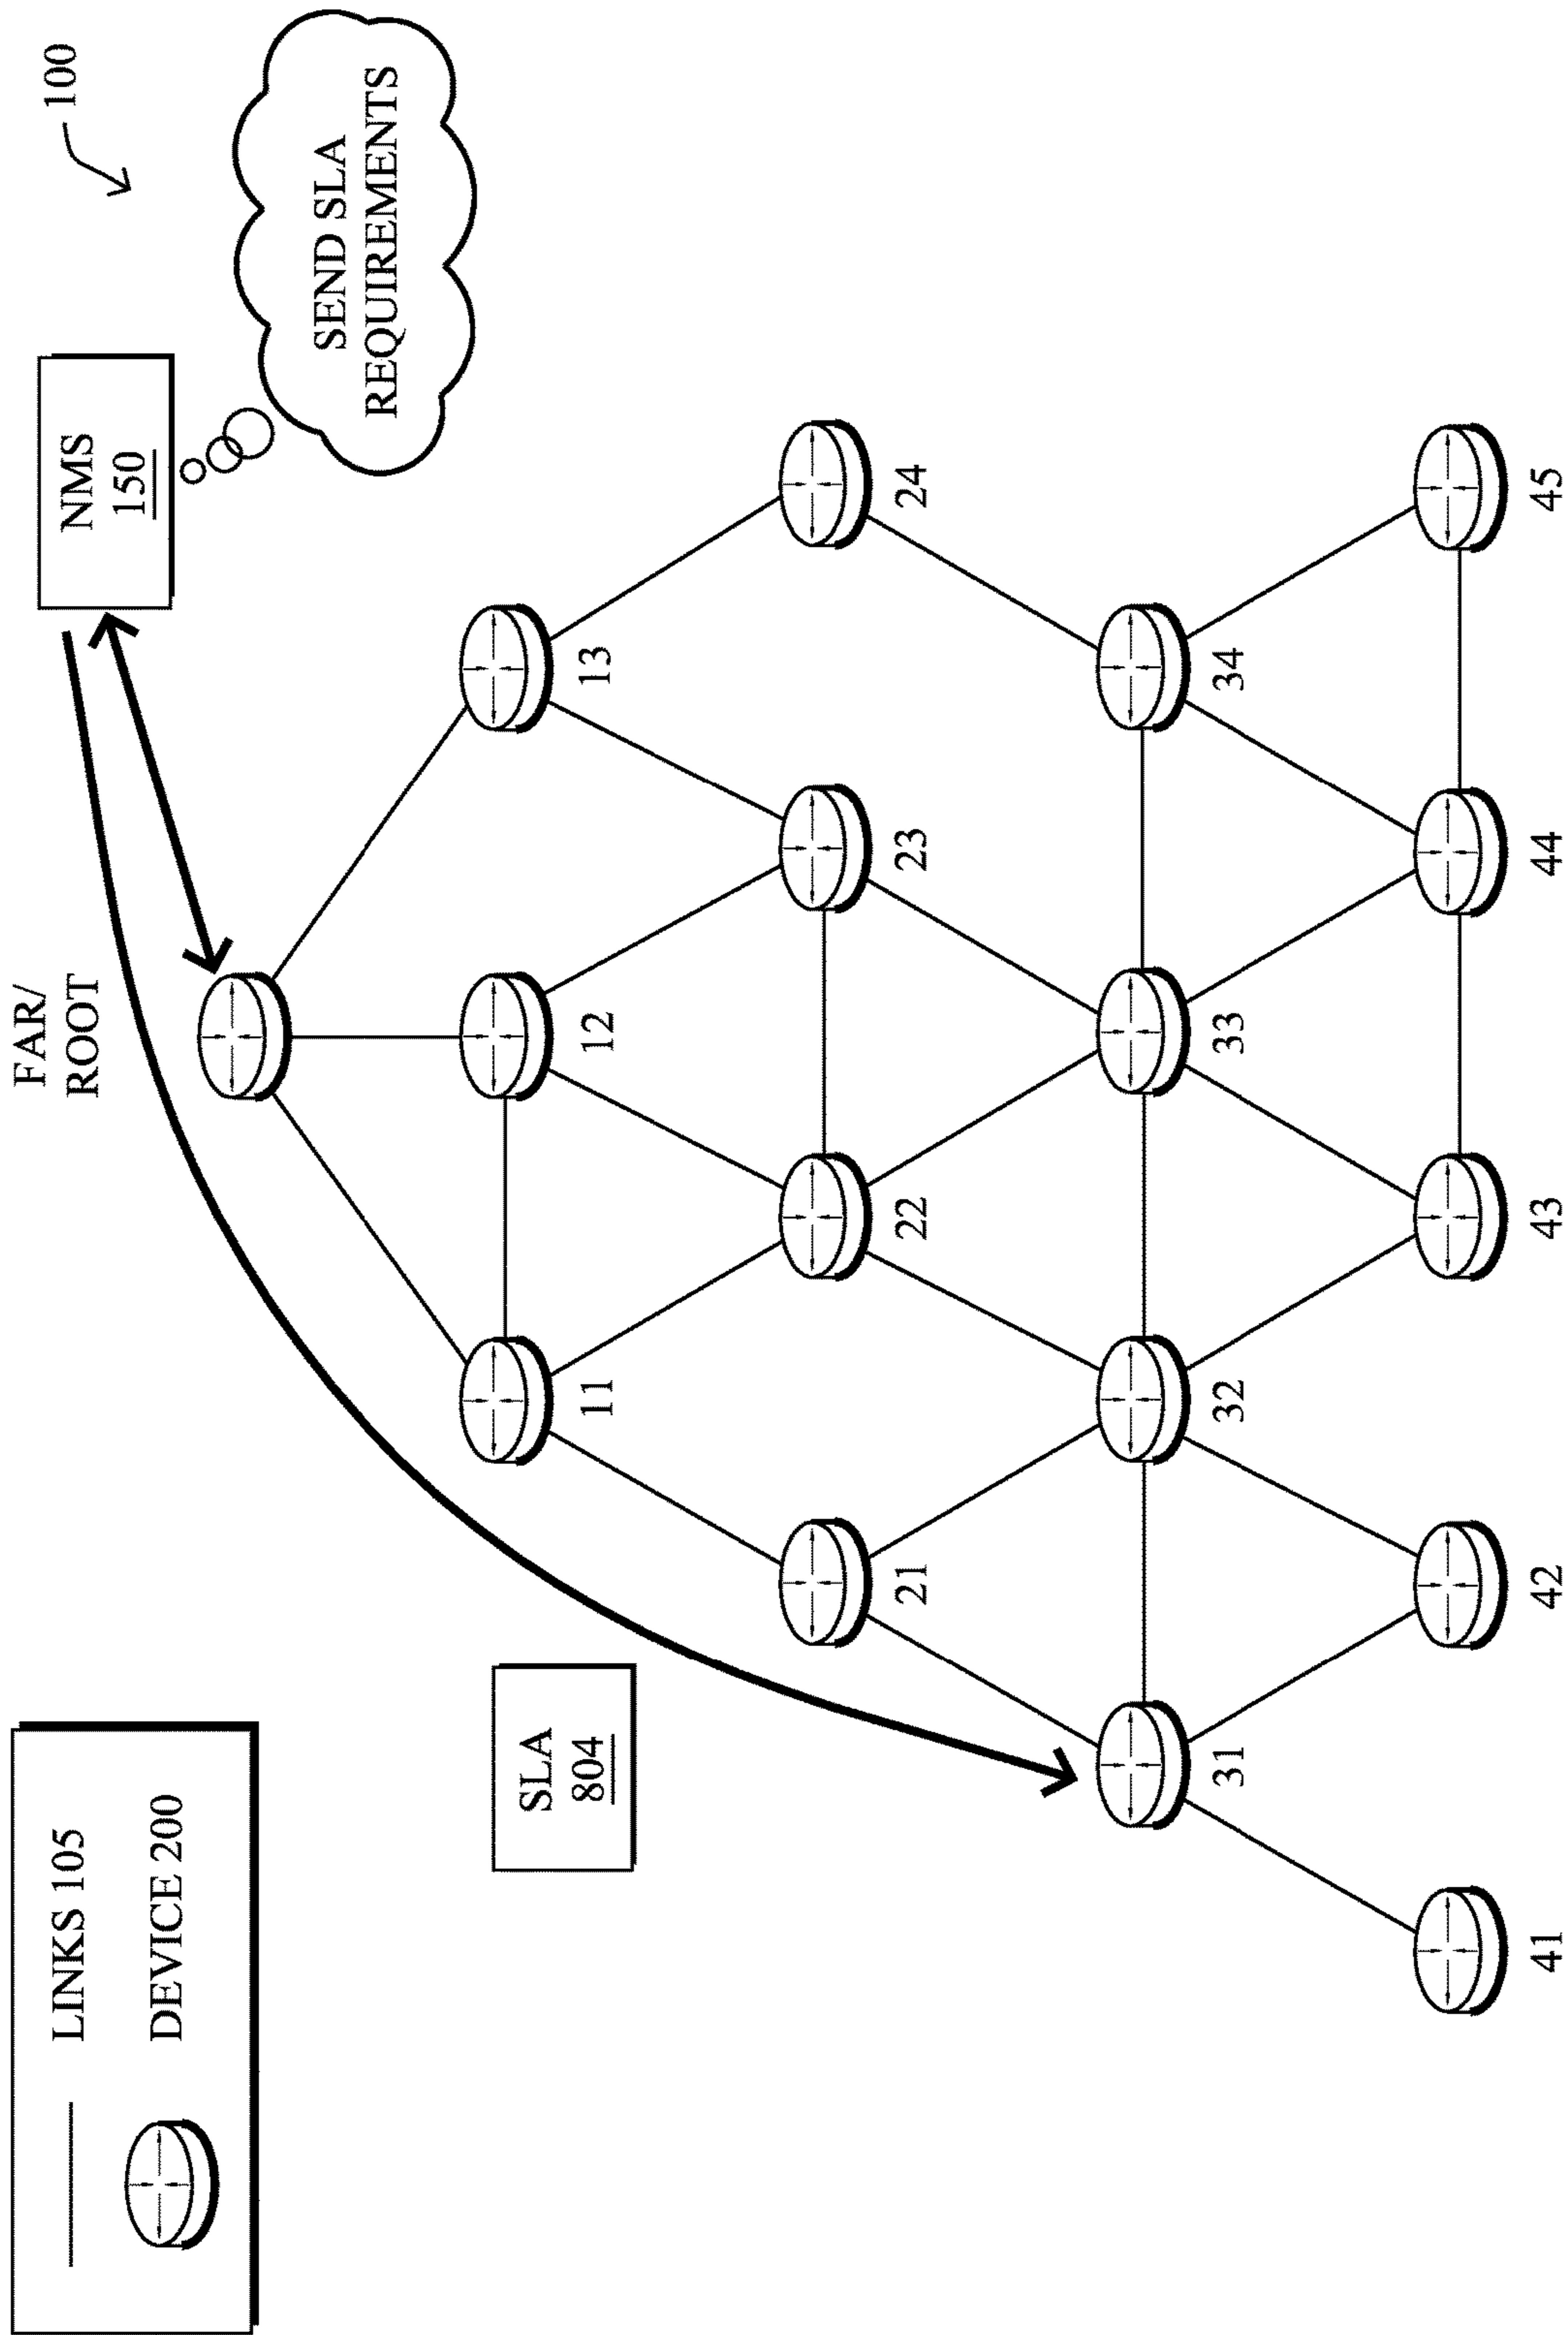 LINKS 105
DEVICE 200
FAR/
ROOT
NMS
150
100
SEND SLA
REQUIREMENTS
SLA
804
11
12
13
21
22
23
24
31
32
33
34
41
42
43
44
45